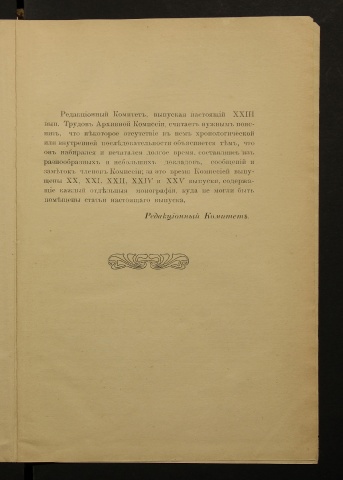 Редакціонный Комитетъ, выпуская настоящій XXIII
вып. Трудовъ Архивной Комиссіи, считаетъ нужнымъ пояс-
нить, что нѣкоторое отсутствіе въ немъ хронологической
или внутренней послѣдовательности объясняется тѣмъ, что
онъ набирался и печатался долгое время, составляясь изъ
разнообразныхъ и небольшихъ докладовъ, сообщеній и
замѣтокъ членовъ Комиссіи; за это время Комиссіей выпу-
щены XX, XXI, XXII, XXIV и XXV выпуски, содержа-
щіе каждый отдѣльныя монографіи, куда не могли быть
помѣщены статьи настоящаго выпуска.
Редакціонный Комитетъ.